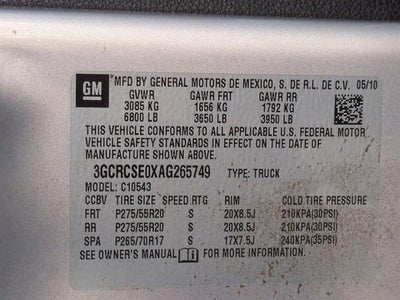 GM
MFD BY GENERAL MOTORS DE MEXICO, S. DE R.L. DE C.V. 05/10
GVWR GAWR FRT GAWR RR
3085 KG 1656 KG 1792 KG
6800 LB 3650 LB 3950 LB
THIS VEHICLE CONFORMS TO ALL APPLICABLE U.S. FEDERAL MOTOR
VEHICLE SAFETY STANDARDS IN EFFECT ON THE DATE OF
MANUFACTURE SHOWN ABOVE.
3GCRCSE0XAG265749 TYPE: TRUCK
MODEL: C10543
CCBV TIRE SIZE SPEED RTG RIM COLD TIRE PRESSURE
FRT P275/55R20 S 20X8.5J 210KPA(30PSI)
RR P275/55R20 S 20X8.5J 210KPA(30PSI)
SPA P265/70R17 S 17X7.5J 240KPA(35PSI)
SEE OWNER'S MANUAL FOR MORE INFORMATION.